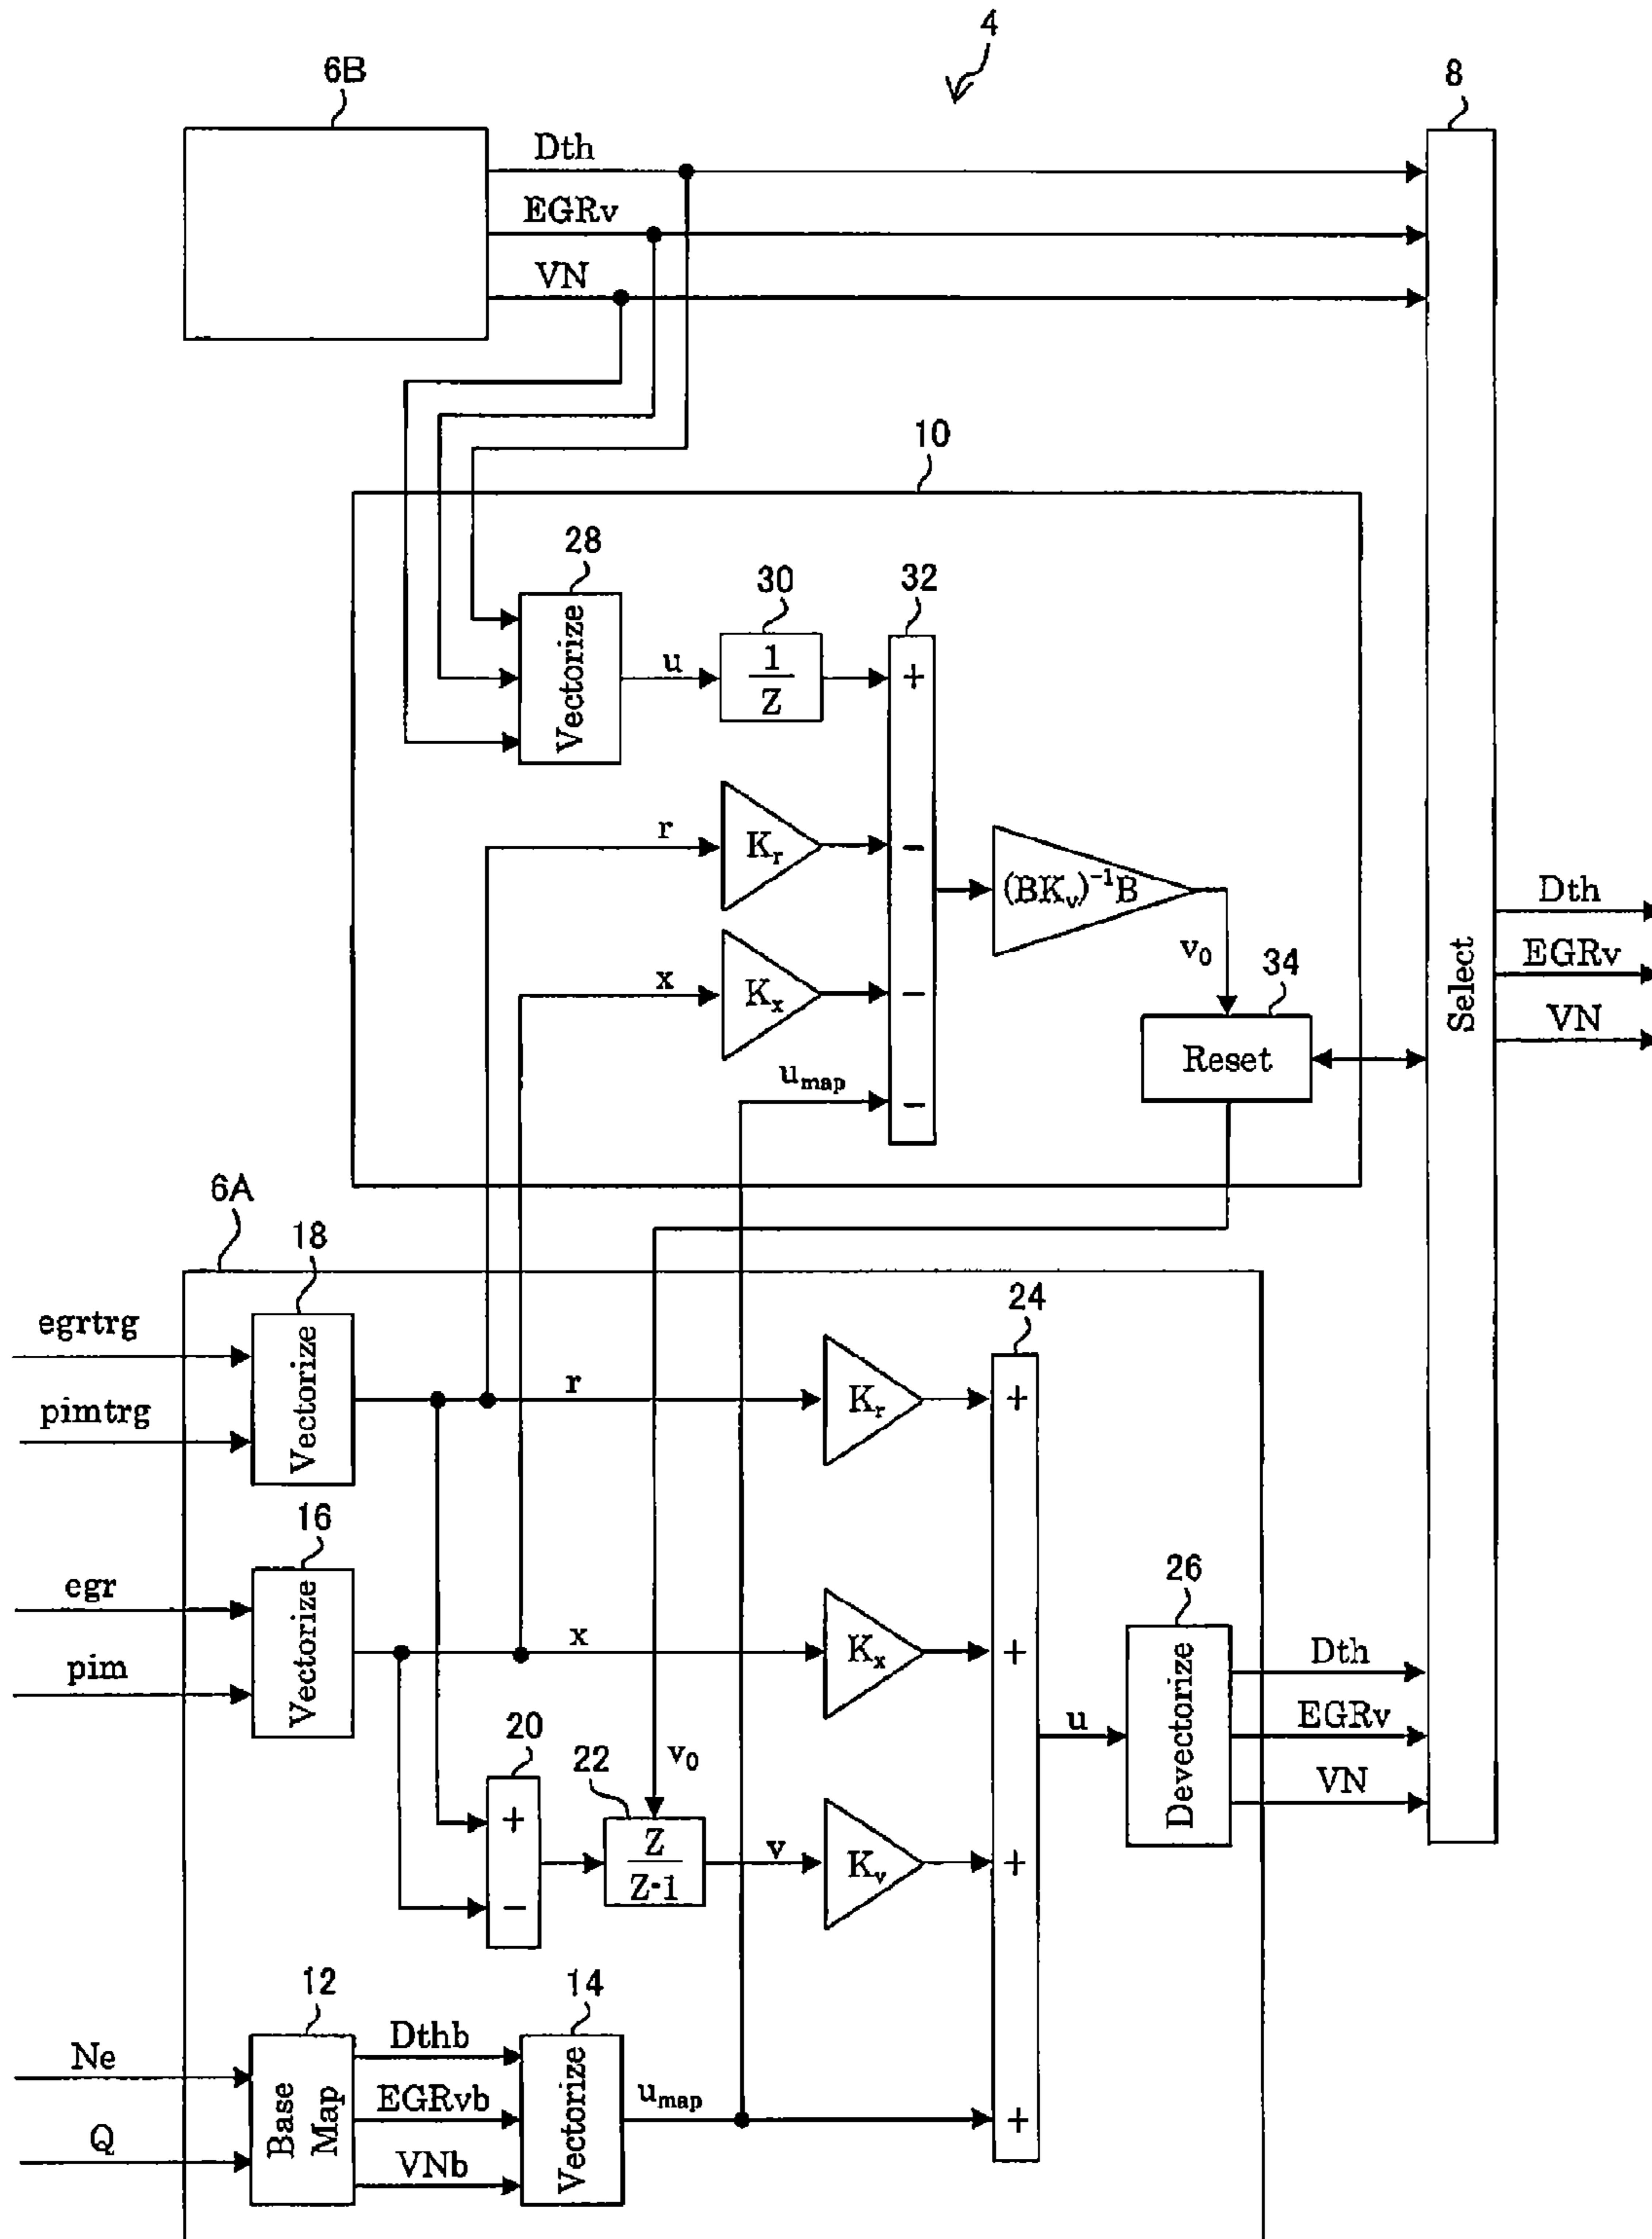 4
6B
8
Dth
EGRv
VN
10
28
30
32
Vectorize
u
1
Z
+
r
Kr
−
(BKv)⁻¹B
v0
34
x
Kx
−
Reset
umap
−
Select
Dth
EGRv
VN
6A
18
24
egrtrg
pimtrg
Vectorize
r
Kr
+
16
egr
pim
Vectorize
x
Kx
+
26
Devectorize
u
Dth
EGRv
VN
20
22
v0
+
−
Z
Z-1
v
Kv
+
12
14
Ne
Q
Base
Map
Dthb
EGRvb
VNb
Vectorize
umap
+